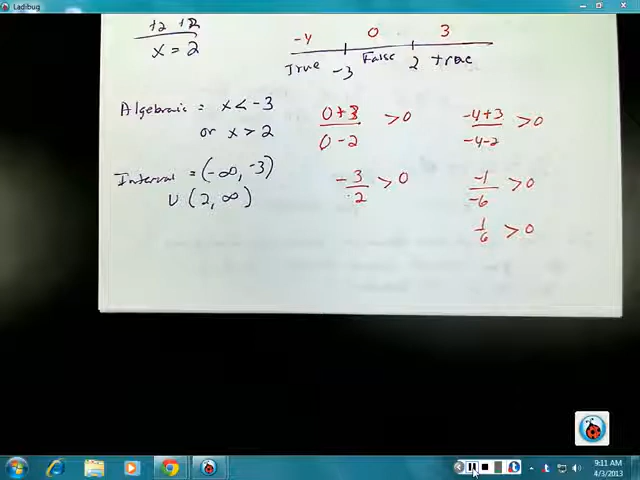 Ladibug
+2 +2
x = 2
-4 0 3
True -3 False 2 true
Algebraic = x < -3
or x > 2
Interval = (-∞, -3)
∪ (2, ∞)
0+3 / 0-2 > 0
-3/2 > 0
-4+3 / -4-2 > 0
-1 / -6 > 0
1/6 > 0
9:11 AM
4/3/2013